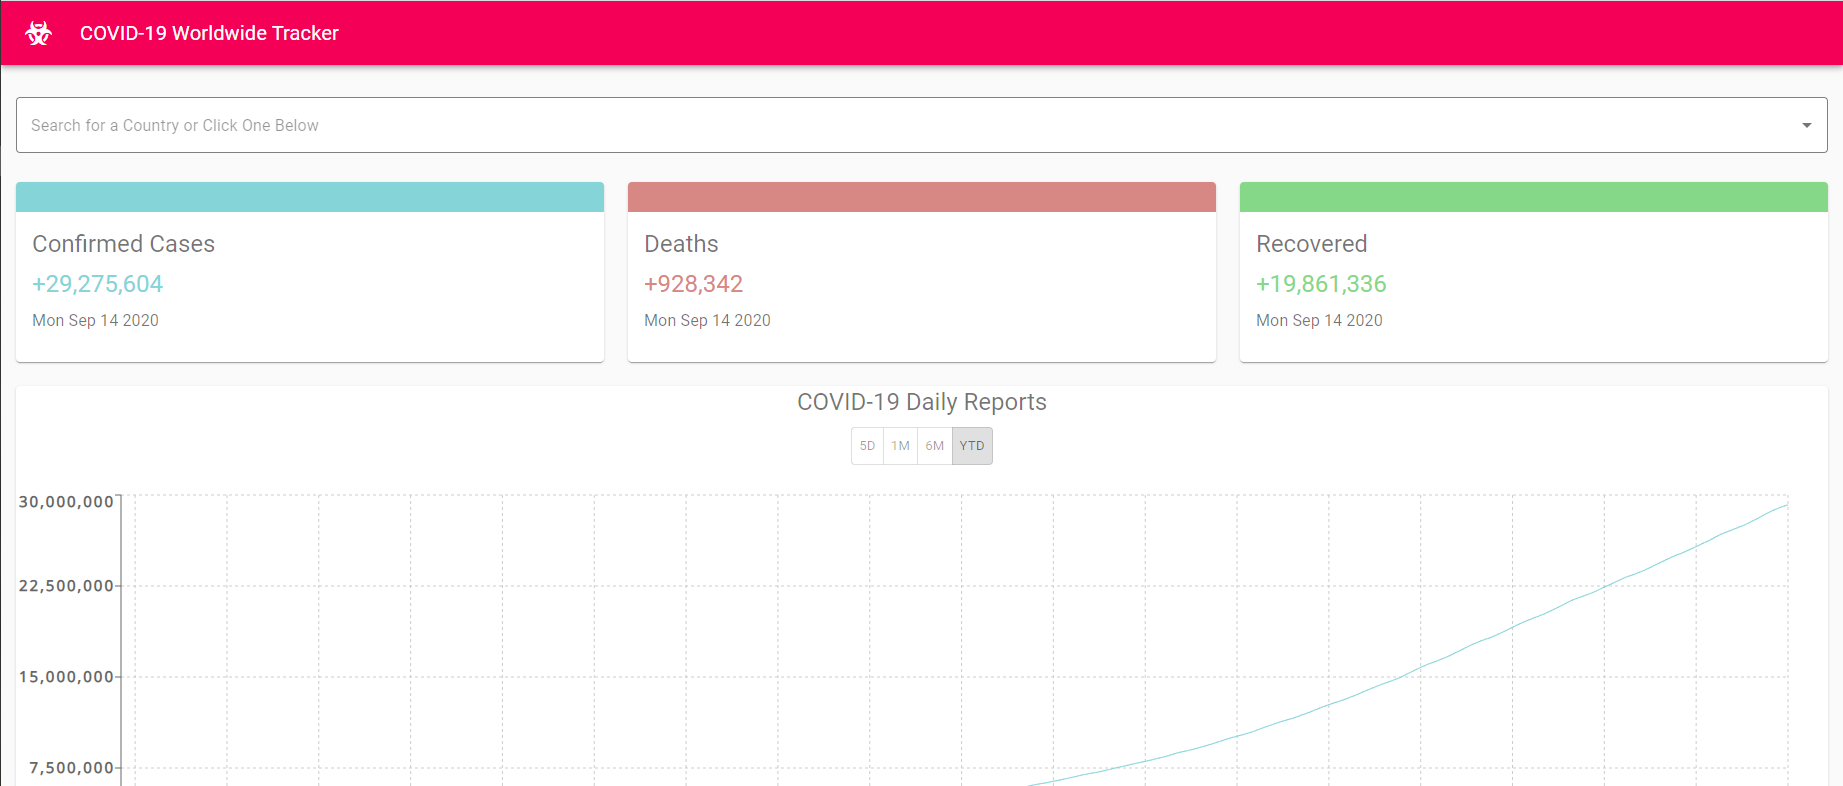 COVID-19 Worldwide Tracker
Search for a Country or Click One Below
Confirmed Cases
+29,275,604
Mon Sep 14 2020
Deaths
+928,342
Mon Sep 14 2020
Recovered
+19,861,336
Mon Sep 14 2020
COVID-19 Daily Reports
5D 1M 6M YTD
30,000,000
22,500,000
15,000,000
7,500,000